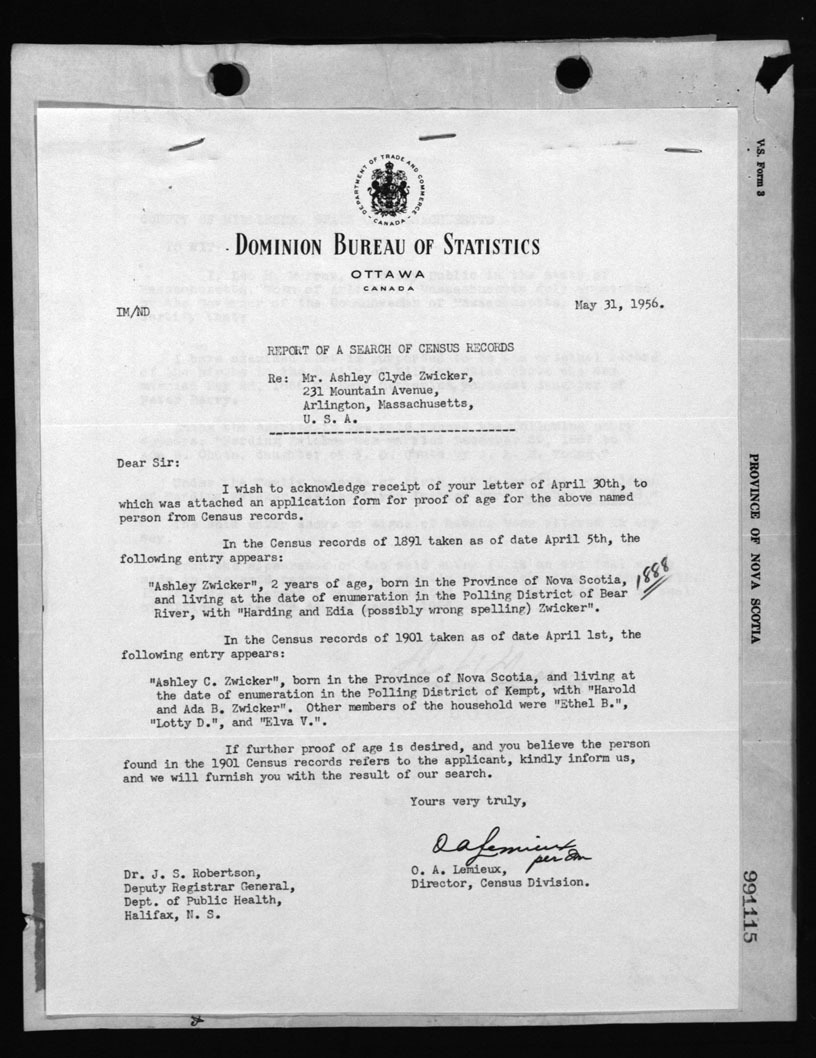 DEPARTMENT OF TRADE AND COMMERCE
CANADA
DOMINION BUREAU OF STATISTICS
OTTAWA
CANADA
IM/ND
May 31, 1956.
REPORT OF A SEARCH OF CENSUS RECORDS
Re: Mr. Ashley Clyde Zwicker,
231 Mountain Avenue,
Arlington, Massachusetts,
U. S. A.
Dear Sir:
I wish to acknowledge receipt of your letter of April 30th, to
which was attached an application form for proof of age for the above named
person from Census records.
In the Census records of 1891 taken as of date April 5th, the
following entry appears:
"Ashley Zwicker", 2 years of age, born in the Province of Nova Scotia,
and living at the date of enumeration in the Polling District of Bear
River, with "Harding and Edia (possibly wrong spelling) Zwicker".
1888
In the Census records of 1901 taken as of date April 1st, the
following entry appears:
"Ashley C. Zwicker", born in the Province of Nova Scotia, and living at
the date of enumeration in the Polling District of Kempt, with "Harold
and Ada B. Zwicker". Other members of the household were "Ethel B.",
"Lotty D.", and "Elva V.".
If further proof of age is desired, and you believe the person
found in the 1901 Census records refers to the applicant, kindly inform us,
and we will furnish you with the result of our search.
Yours very truly,
O A Lemieux
per
O. A. Lemieux,
Director, Census Division.
Dr. J. S. Robertson,
Deputy Registrar General,
Dept. of Public Health,
Halifax, N. S.
V.S. Form 3
PROVINCE OF NOVA SCOTIA
991115